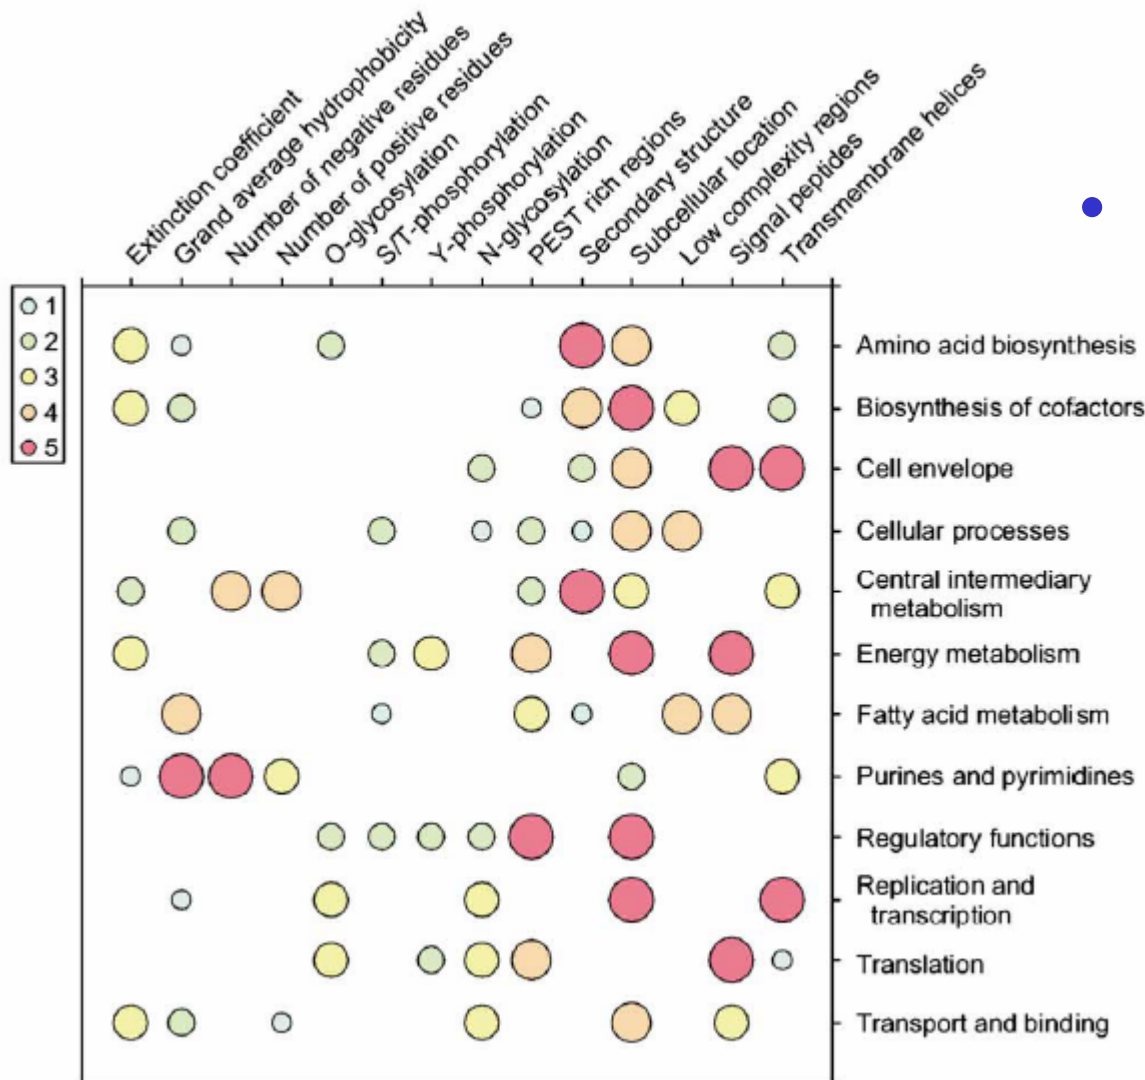 Extinction coefficient
Grand average hydrophobicity
Number of negative residues
Number of positive residues
O-glycosylation
S/T-phosphorylation
Y-phosphorylation
N-glycosylation
PEST rich regions
Secondary structure
Subcellular location
Low complexity regions
Signal peptides
Transmembrane helices
1
2
3
4
5
Amino acid biosynthesis
Biosynthesis of cofactors
Cell envelope
Cellular processes
Central intermediary
metabolism
Energy metabolism
Fatty acid metabolism
Purines and pyrimidines
Regulatory functions
Replication and
transcription
Translation
Transport and binding